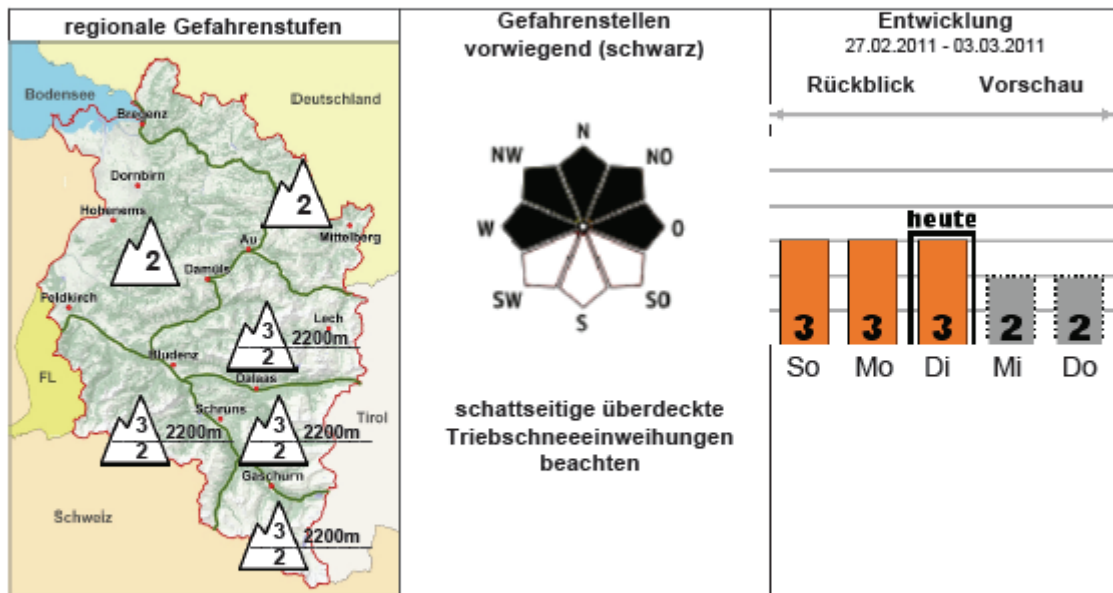 regionale Gefahrenstufen
Bodensee
Deutschland
Bregenz
Dornbirn
Hohenems
2
Mittelberg
Au
2
Damüls
Feldkirch
Lech
3
2200m
2
Bludenz
FL
Dalaas
Schruns
Tirol
3
2200m
2
3
2200m
2
Gaschurn
Schweiz
3
2200m
2
Gefahrenstellen
vorwiegend (schwarz)
N
NW
NO
W
O
SW
SO
S
schattseitige überdeckte
Triebschneeeinweihungen
beachten
Entwicklung
27.02.2011 - 03.03.2011
Rückblick Vorschau
heute
3 3 3 2 2
So Mo Di Mi Do